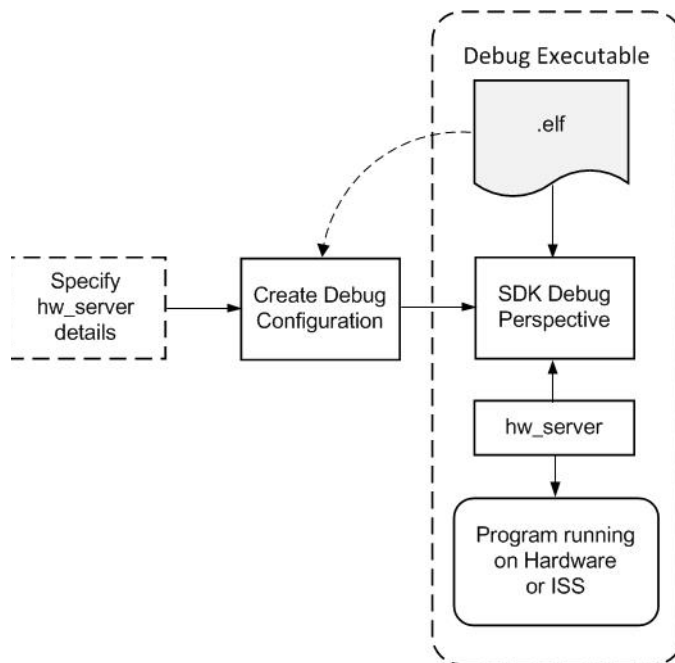 Debug Executable
.elf
Specify
hw_server
details
Create Debug
Configuration
SDK Debug
Perspective
hw_server
Program running
on Hardware
or ISS